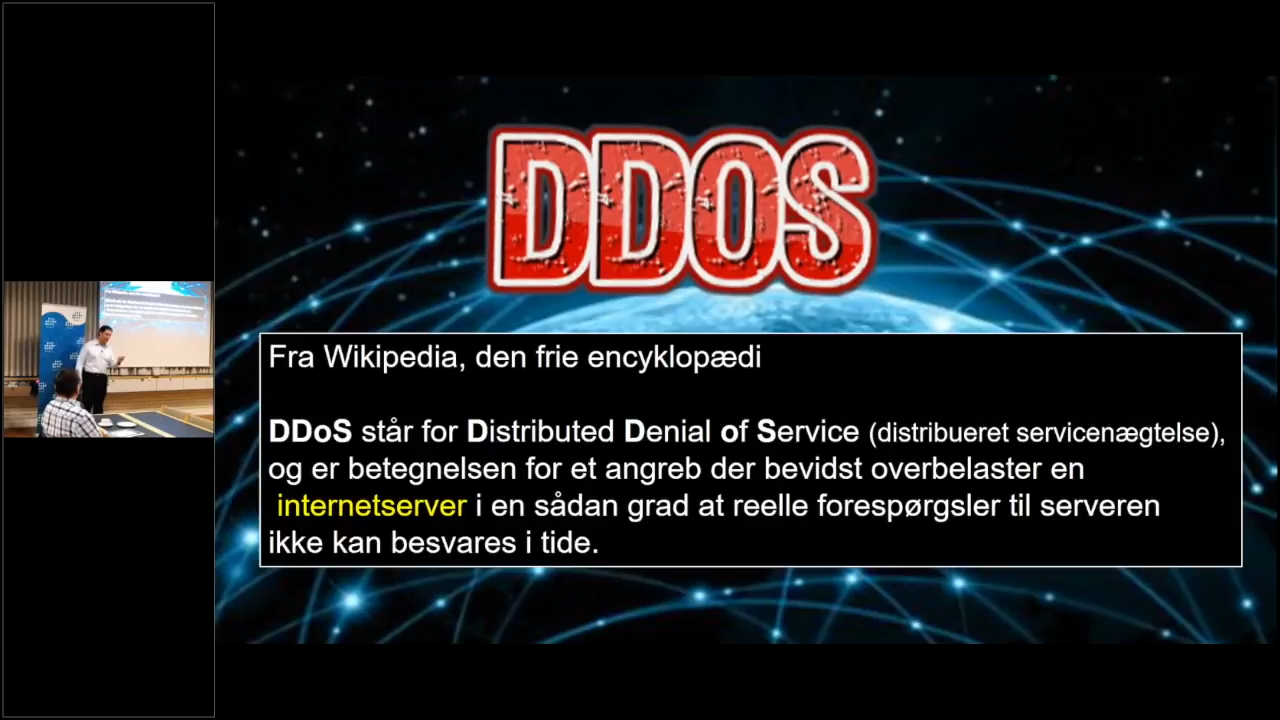 DDOS
Fra Wikipedia, den frie encyklopædi
DDoS står for Distributed Denial of Service (distribueret servicenægtelse),
og er betegnelsen for et angreb der bevidst overbelaster en
internetserver i en sådan grad at reelle forespørgsler til serveren
ikke kan besvares i tide.